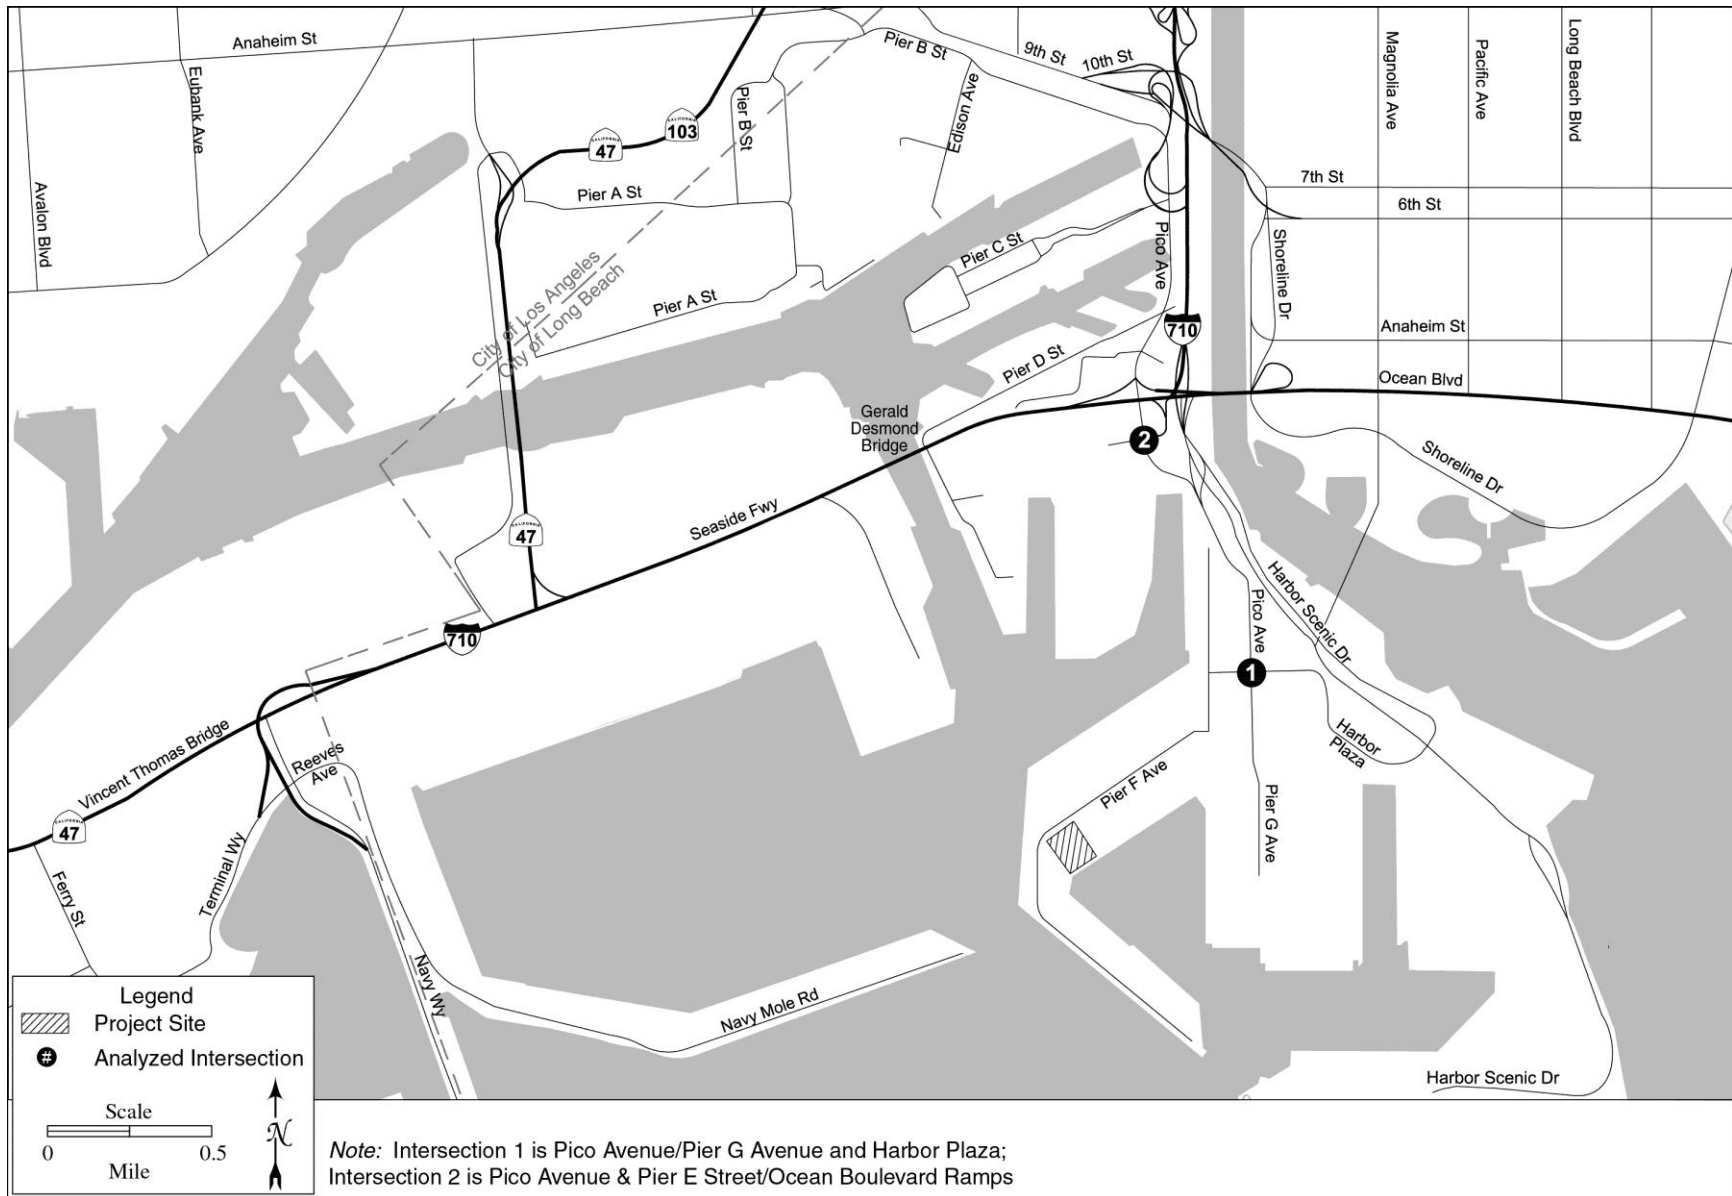 Anaheim St
Eubank Ave
Avalon Blvd
CALIFORNIA
103
CALIFORNIA
47
Pier B St
Pier A St
Pier B St
Edison Ave
9th St
10th St
Magnolia Ave
Pacific Ave
Long Beach Blvd
7th St
6th St
Pico Ave
Shoreline Dr
Pier C St
City of Los Angeles
City of Long Beach
Pier A St
710
Anaheim St
Pier D St
Ocean Blvd
Gerald
Desmond
Bridge
2
Shoreline Dr
Seaside Fwy
CALIFORNIA
47
710
Pico Ave
Harbor Scenic Dr
1
Vincent Thomas Bridge
Reeves
Ave
Harbor
Plaza
Pier F Ave
Pier G Ave
CALIFORNIA
47
Terminal Wy
Ferry St
Navy Wy
Navy Mole Rd
Harbor Scenic Dr
Legend
Project Site
# Analyzed Intersection
Scale
0 0.5
Mile
N
Note: Intersection 1 is Pico Avenue/Pier G Avenue and Harbor Plaza;
Intersection 2 is Pico Avenue & Pier E Street/Ocean Boulevard Ramps